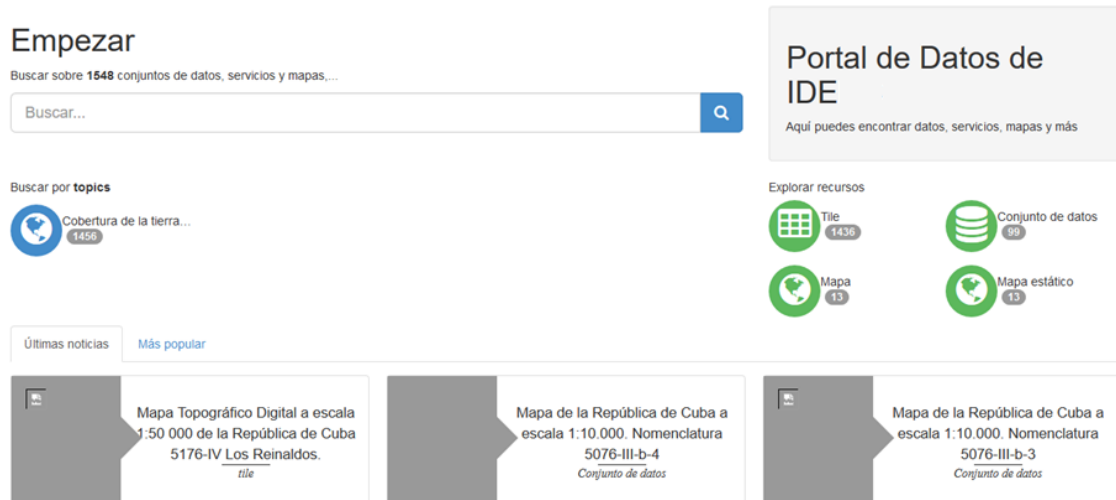 Empezar
Buscar sobre 1548 conjuntos de datos, servicios y mapas,...
Buscar...
Portal de Datos de
IDE
Aquí puedes encontrar datos, servicios, mapas y más
Buscar por topics
Cobertura de la tierra...
1456
Explorar recursos
Tile
1436
Conjunto de datos
99
Mapa
13
Mapa estático
13
Últimas noticias
Más popular
Mapa Topográfico Digital a escala
1:50 000 de la República de Cuba
5176-IV Los Reinaldos.
tile
Mapa de la República de Cuba a
escala 1:10.000. Nomenclatura
5076-III-b-4
Conjunto de datos
Mapa de la República de Cuba a
escala 1:10.000. Nomenclatura
5076-III-b-3
Conjunto de datos